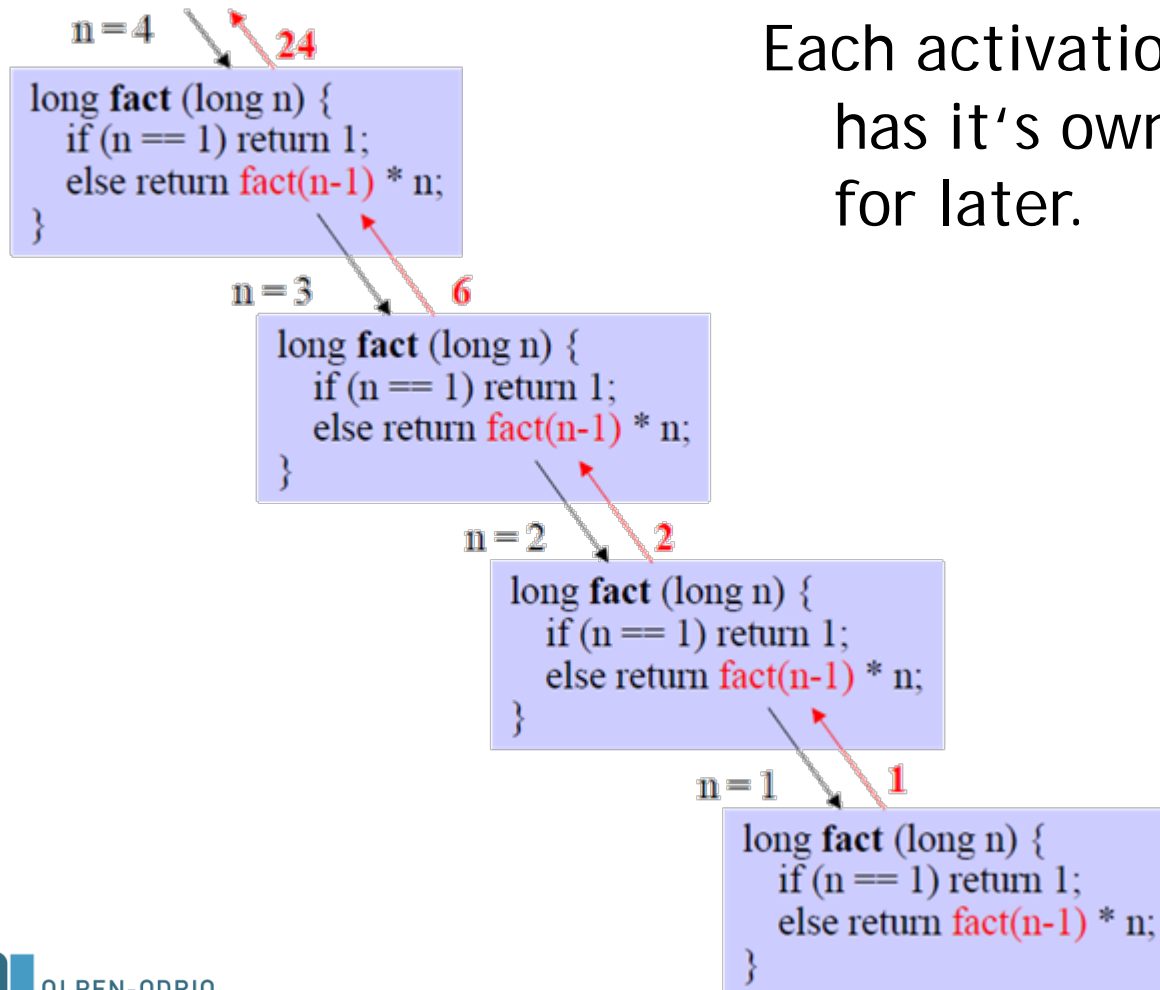 n = 4
24
Each activatio
has it‘s own
for later.
long fact (long n) {
if (n == 1) return 1;
else return fact(n-1) * n;
}
n = 3
6
long fact (long n) {
if (n == 1) return 1;
else return fact(n-1) * n;
}
n = 2
2
long fact (long n) {
if (n == 1) return 1;
else return fact(n-1) * n;
}
n = 1
1
long fact (long n) {
if (n == 1) return 1;
else return fact(n-1) * n;
}